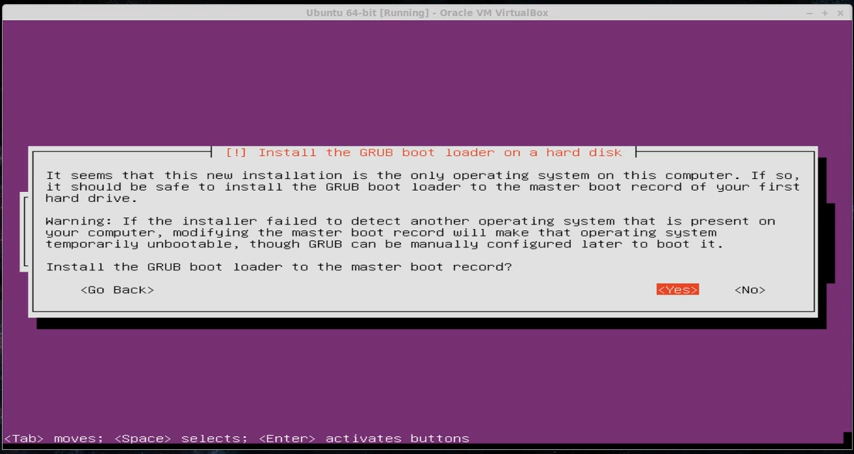 Ubuntu 64-bit [Running] - Oracle VM VirtualBox
[!] Install the GRUB boot loader on a hard disk
It seems that this new installation is the only operating system on this computer. If so,
it should be safe to install the GRUB boot loader to the master boot record of your first
hard drive.
Warning: If the installer failed to detect another operating system that is present on
your computer, modifying the master boot record will make that operating system
temporarily unbootable, though GRUB can be manually configured later to boot it.
Install the GRUB boot loader to the master boot record?
<Go Back> <Yes> <No>
<Tab> moves; <Space> selects; <Enter> activates buttons